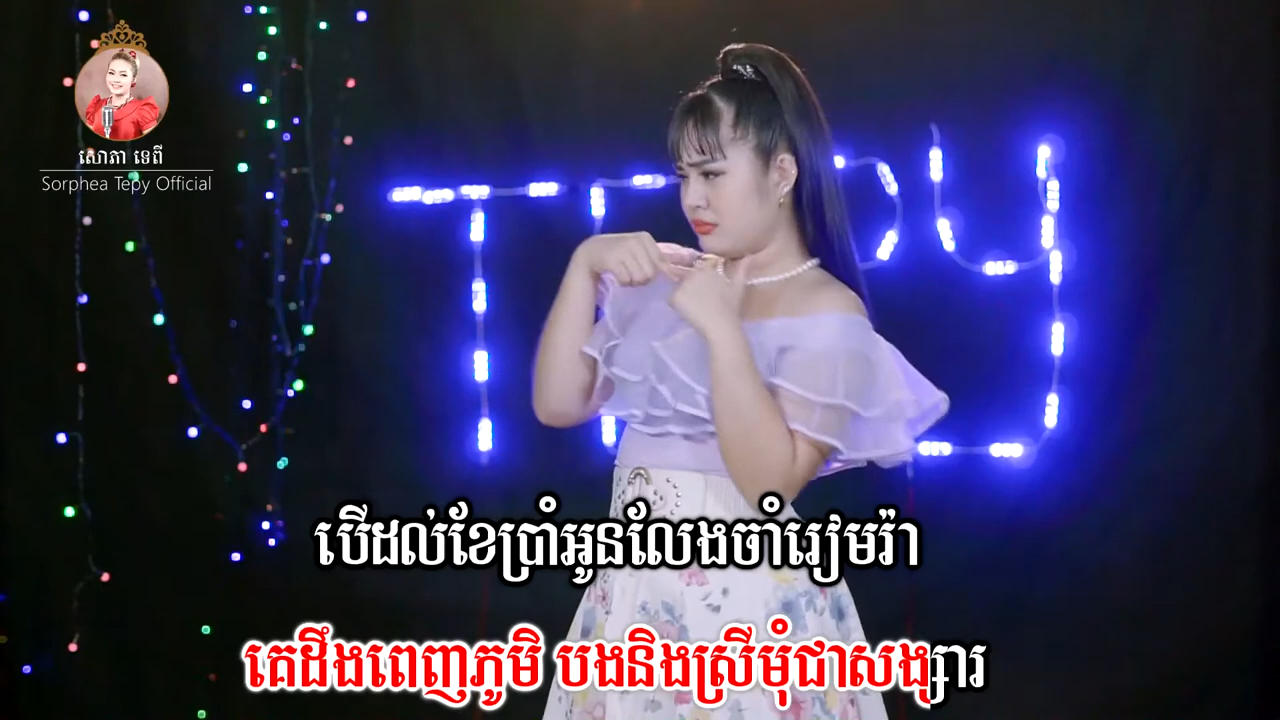 សោភា ទេពី
Sorphea Tepy Official
TEPY
បើដល់ខែប្រាំអូនលែងចាំរៀមរ៉ា
គេដឹងពេញភូមិ បងនិងស្រីមុំជាសង្សារ